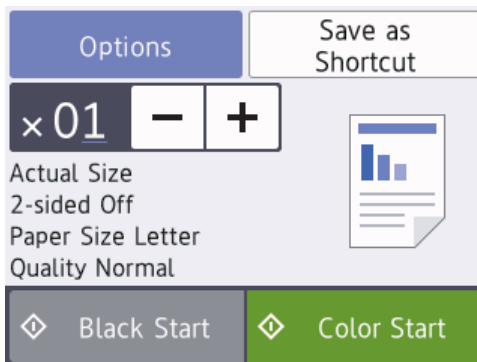 Options
Save as
Shortcut
×01
Actual Size
2-sided Off
Paper Size Letter
Quality Normal
Black Start
Color Start